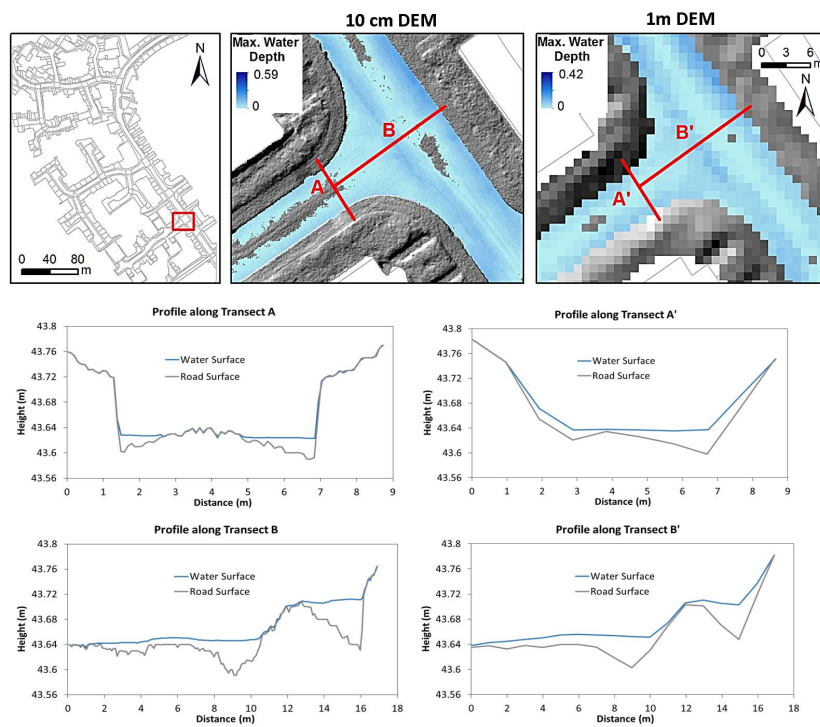 10 cm DEM
1m DEM
N
0 40 80
m
Max. Water
Depth
0.59
0
A
B
Max. Water
Depth
0.42
0
0 3 6
m
N
A'
B'
Profile along Transect A
Height (m)
43.8
43.76
43.72
43.68
43.64
43.6
43.56
Water Surface
Road Surface
0 1 2 3 4 5 6 7 8 9
Distance (m)
Profile along Transect A'
Height (m)
43.8
43.76
43.72
43.68
43.64
43.6
43.56
Water Surface
Road Surface
0 1 2 3 4 5 6 7 8 9
Distance (m)
Profile along Transect B
Height (m)
43.8
43.76
43.72
43.68
43.64
43.6
43.56
Water Surface
Road Surface
0 2 4 6 8 10 12 14 16 18
Distance (m)
Profile along Transect B'
Height (m)
43.8
43.76
43.72
43.68
43.64
43.6
43.56
Water Surface
Road Surface
0 2 4 6 8 10 12 14 16 18
Distance (m)